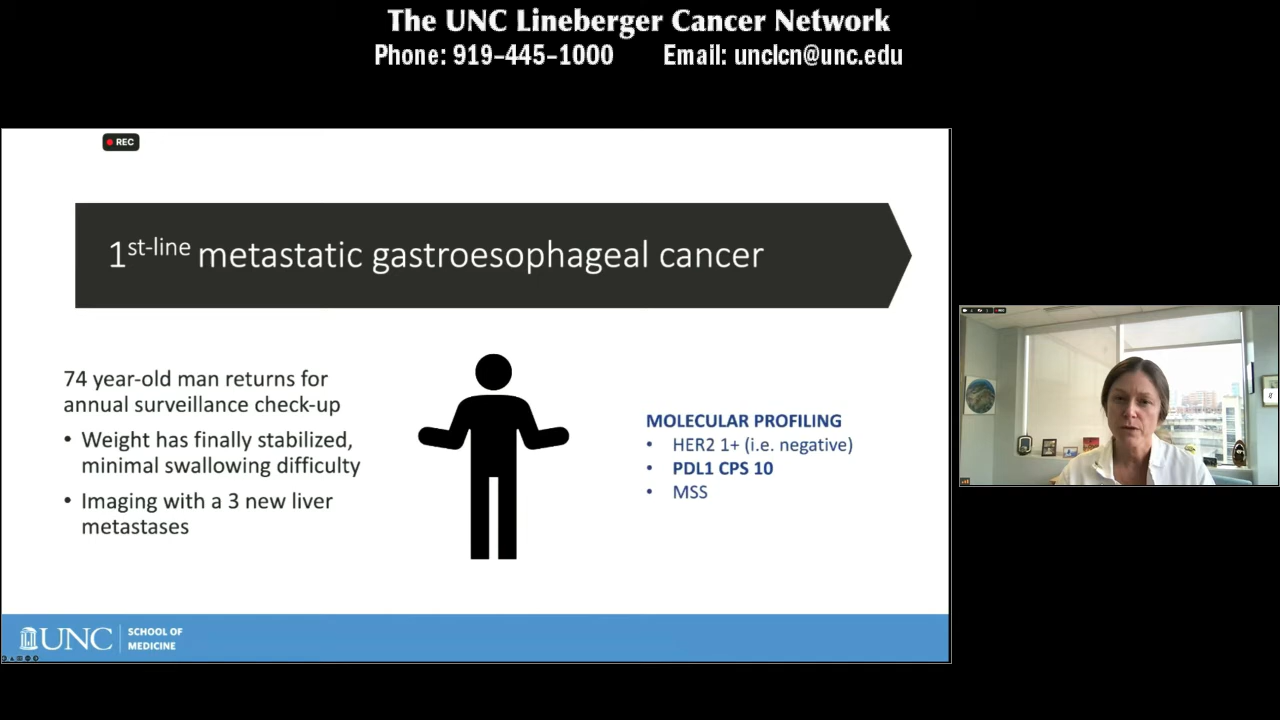 The UNC Lineberger Cancer Network
Phone: 919-445-1000 Email: unclcn@unc.edu
REC
1st-line metastatic gastroesophageal cancer
74 year-old man returns for
annual surveillance check-up
• Weight has finally stabilized,
minimal swallowing difficulty
• Imaging with a 3 new liver
metastases
MOLECULAR PROFILING
• HER2 1+ (i.e. negative)
• PDL1 CPS 10
• MSS
UNC
SCHOOL OF
MEDICINE